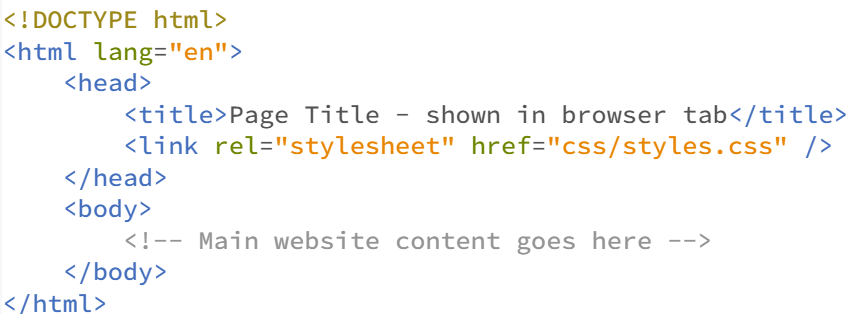 <!DOCTYPE html>
<html lang="en">
    <head>
        <title>Page Title - shown in browser tab</title>
        <link rel="stylesheet" href="css/styles.css" />
    </head>
    <body>
        <!-- Main website content goes here -->
    </body>
</html>